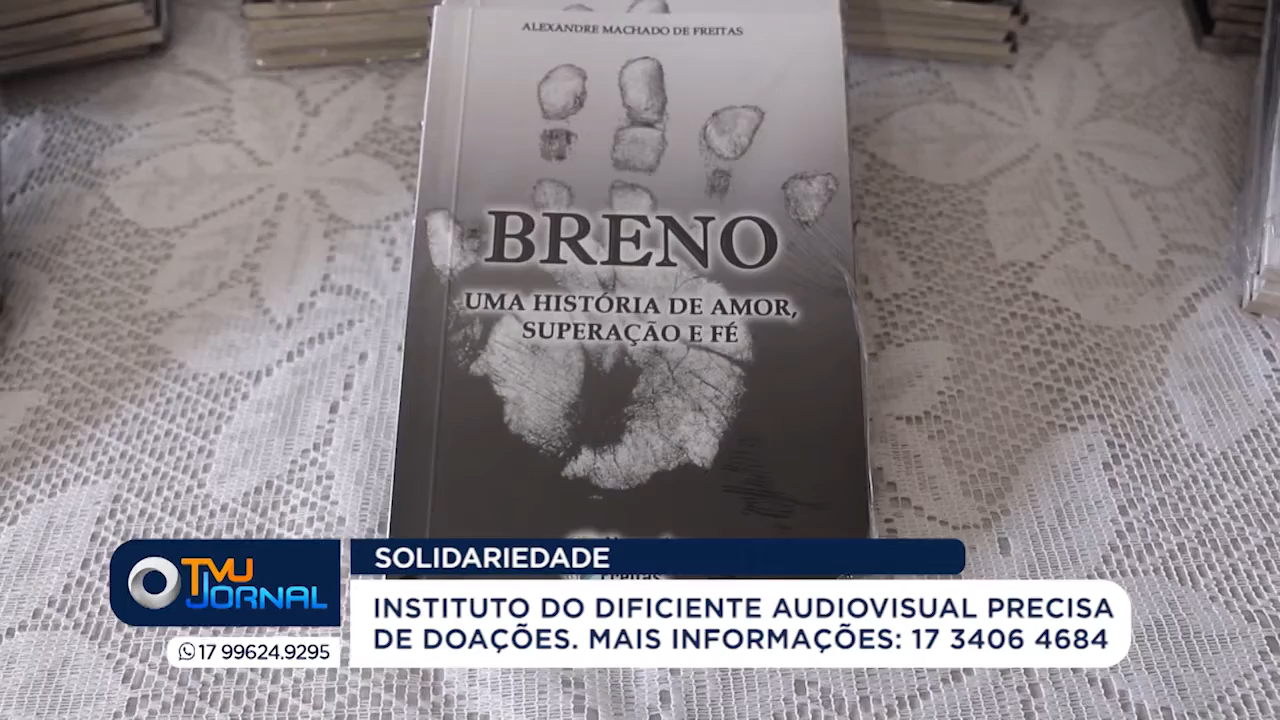 ALEXANDRE MACHADO DE FREITAS
BRENO
UMA HISTÓRIA DE AMOR,
SUPERAÇÃO E FÉ
SOLIDARIEDADE
TVU
JORNAL
INSTITUTO DO DIFICIENTE AUDIOVISUAL PRECISA
DE DOAÇÕES. MAIS INFORMAÇÕES: 17 3406 4684
17 99624.9295